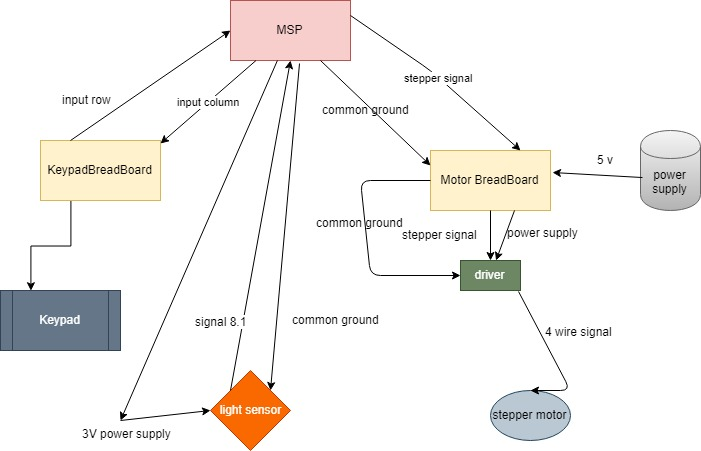 MSP
stepper signal
input row
input column
common ground
KeypadBreadBoard
Motor BreadBoard
5 v
power
supply
common ground
stepper signal
power supply
driver
Keypad
signal 8.1
common ground
4 wire signal
light sensor
stepper motor
3V power supply